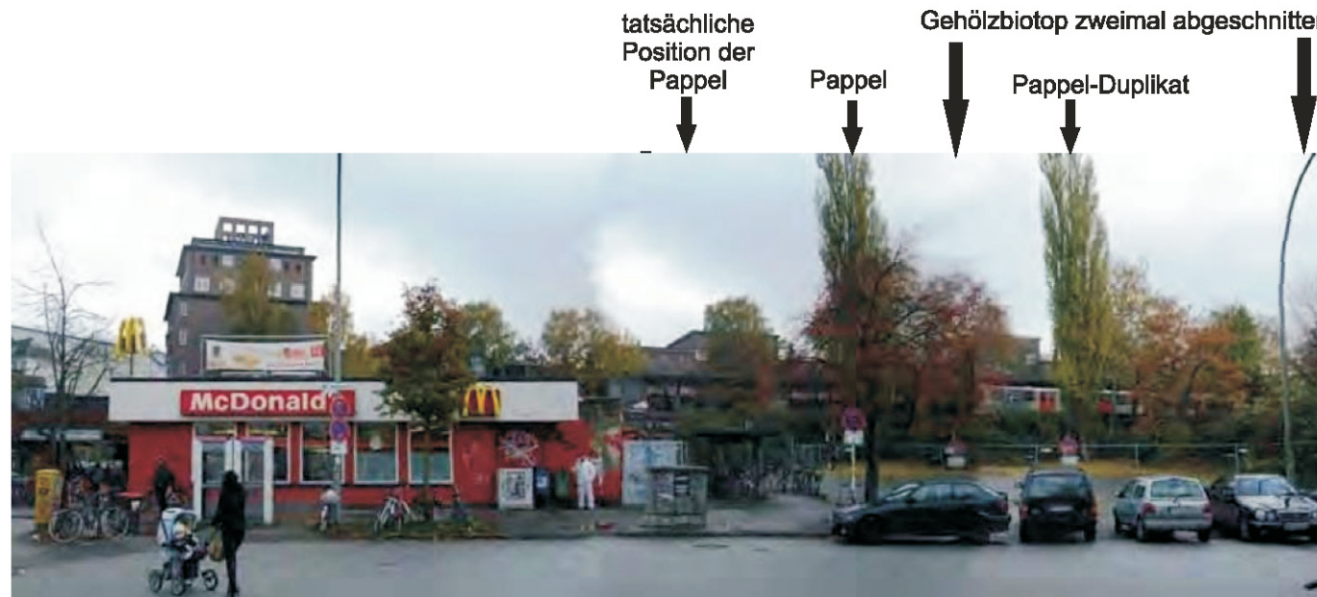 tatsächliche
Position der
Pappel
Pappel
Gehölzbiotop zweimal abgeschnitten
Pappel-Duplikat
McDonald's